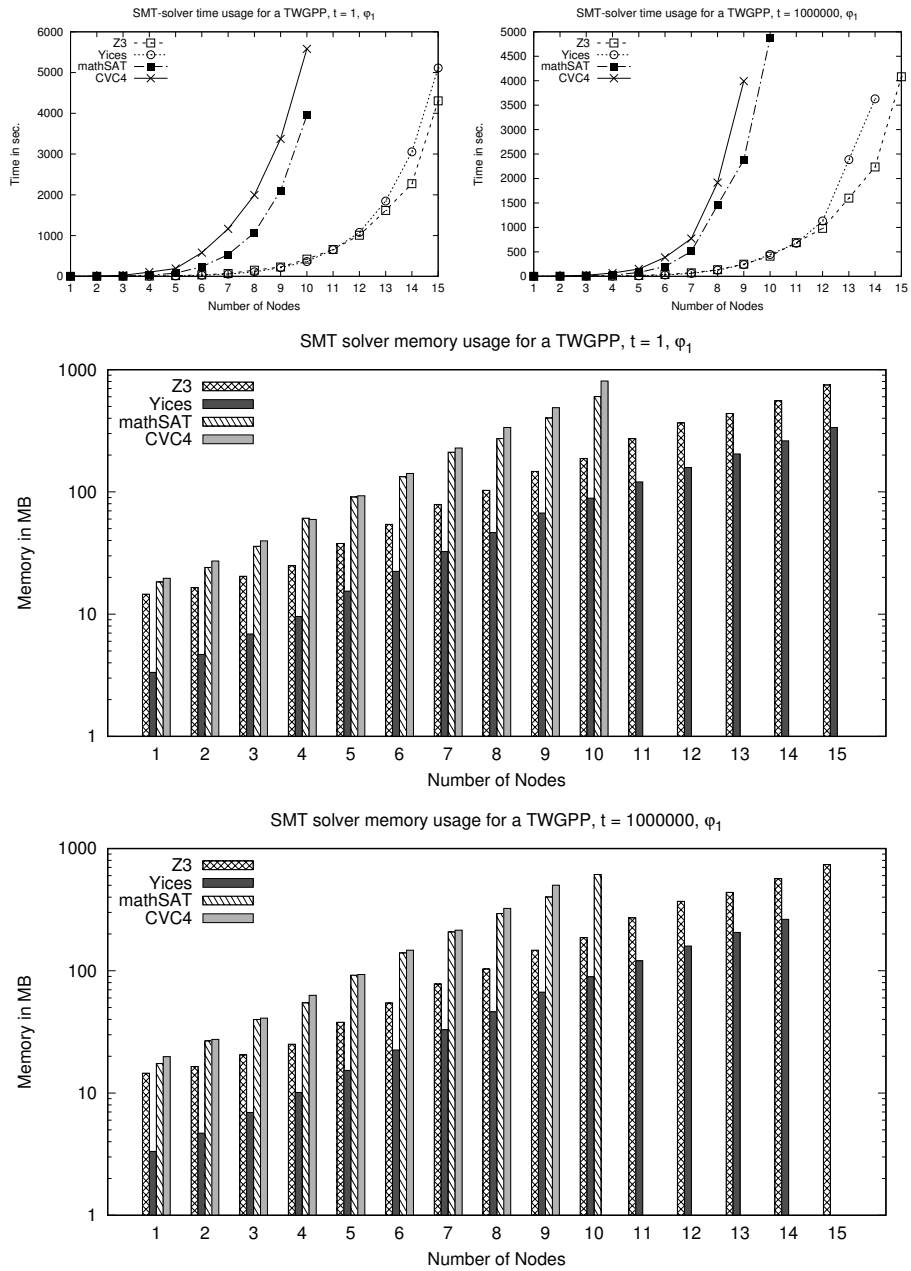 SMT-solver time usage for a TWGPP, t = 1, φ1
Z3
Yices
mathSAT
CVC4
6000
5000
4000
3000
2000
1000
0
Time in sec.
1 2 3 4 5 6 7 8 9 10 11 12 13 14 15
Number of Nodes
SMT-solver time usage for a TWGPP, t = 1000000, φ1
Z3
Yices
mathSAT
CVC4
5000
4500
4000
3500
3000
2500
2000
1500
1000
500
0
Time in sec.
1 2 3 4 5 6 7 8 9 10 11 12 13 14 15
Number of Nodes
SMT solver memory usage for a TWGPP, t = 1, φ1
Z3
Yices
mathSAT
CVC4
1000
100
10
1
Memory in MB
1 2 3 4 5 6 7 8 9 10 11 12 13 14 15
Number of Nodes
SMT solver memory usage for a TWGPP, t = 1000000, φ1
Z3
Yices
mathSAT
CVC4
1000
100
10
1
Memory in MB
1 2 3 4 5 6 7 8 9 10 11 12 13 14 15
Number of Nodes